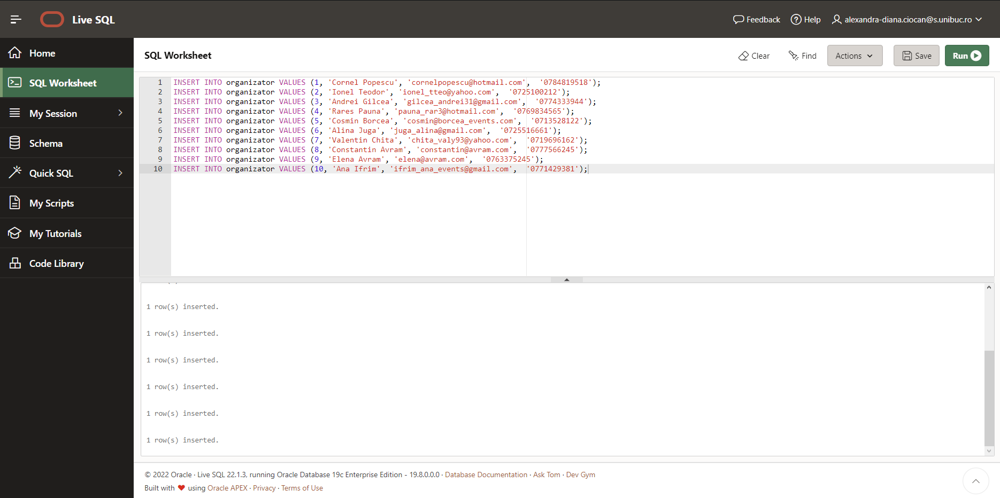 Live SQL
Feedback
Help
alexandra-diana.ciocan@s.unibuc.ro
Home
SQL Worksheet
My Session
Schema
Quick SQL
My Scripts
My Tutorials
Code Library
SQL Worksheet
Clear
Find
Actions
Save
Run
1 INSERT INTO organizator VALUES (1, 'Cornel Popescu', 'cornelpopescu@hotmail.com',  '0784819518');
2 INSERT INTO organizator VALUES (2, 'Ionel Teodor', 'ionel_tteo@yahoo.com',  '0725100212');
3 INSERT INTO organizator VALUES (3, 'Andrei Gilcea', 'gilcea_andrei31@gmail.com',  '0774333944');
4 INSERT INTO organizator VALUES (4, 'Rares Pauna', 'pauna_rar3@hotmail.com',  '0769834565');
5 INSERT INTO organizator VALUES (5, 'Cosmin Borcea', 'cosmin@borcea_events.com',  '0713528122');
6 INSERT INTO organizator VALUES (6, 'Alina Juga', 'juga_alina@gmail.com',  '0725516661');
7 INSERT INTO organizator VALUES (7, 'Valentin Chita', 'chita_valy93@yahoo.com',  '0719696162');
8 INSERT INTO organizator VALUES (8, 'Constantin Avram', 'constantin@avram.com',  '0777566245');
9 INSERT INTO organizator VALUES (9, 'Elena Avram', 'elena@avram.com',  '0763375245');
10 INSERT INTO organizator VALUES (10, 'Ana Ifrim', 'ifrim_ana_events@gmail.com',  '0771429381');
1 row(s) inserted.
1 row(s) inserted.
1 row(s) inserted.
1 row(s) inserted.
1 row(s) inserted.
1 row(s) inserted.
© 2022 Oracle · Live SQL 22.1.3, running Oracle Database 19c Enterprise Edition - 19.8.0.0.0 · Database Documentation · Ask Tom · Dev Gym
Built with ❤ using Oracle APEX · Privacy · Terms of Use